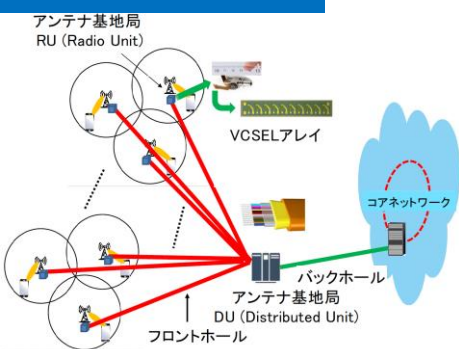 アンテナ基地局
RU (Radio Unit)
VCSELアレイ
コアネットワーク
バックホール
アンテナ基地局
DU (Distributed Unit)
フロントホール